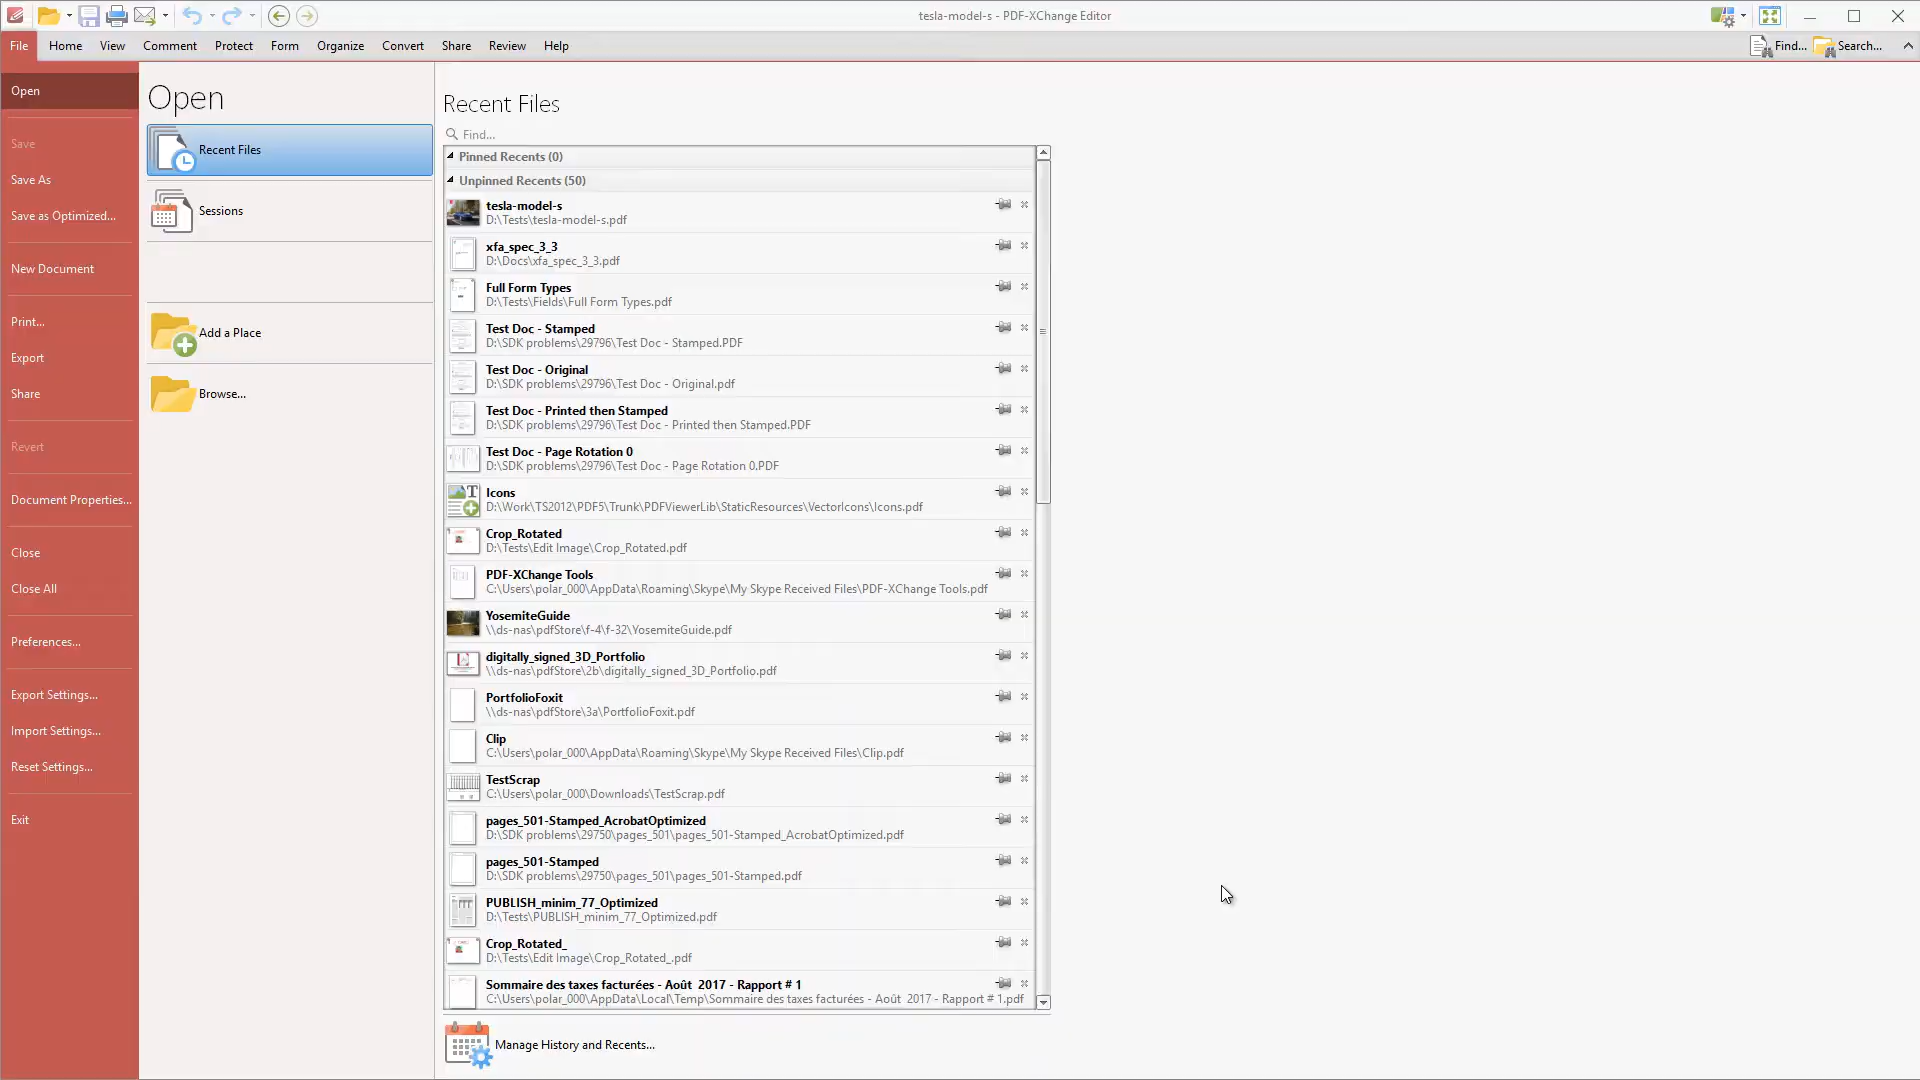 tesla-model-s - PDF-XChange Editor
File
Home
View
Comment
Protect
Form
Organize
Convert
Share
Review
Help
Find...
Search...
Open
Save
Save As
Save as Optimized...
New Document
Print...
Export
Share
Revert
Document Properties...
Close
Close All
Preferences...
Export Settings...
Import Settings...
Reset Settings...
Exit
Open
Recent Files
Sessions
Add a Place
Browse...
Recent Files
Find...
Pinned Recents (0)
Unpinned Recents (50)
tesla-model-s
D:\Tests\tesla-model-s.pdf
xfa_spec_3_3
D:\Docs\xfa_spec_3_3.pdf
Full Form Types
D:\Tests\Fields\Full Form Types.pdf
Test Doc - Stamped
D:\SDK problems\29796\Test Doc - Stamped.PDF
Test Doc - Original
D:\SDK problems\29796\Test Doc - Original.pdf
Test Doc - Printed then Stamped
D:\SDK problems\29796\Test Doc - Printed then Stamped.PDF
Test Doc - Page Rotation 0
D:\SDK problems\29796\Test Doc - Page Rotation 0.PDF
Icons
D:\Work\TS2012\PDF5\Trunk\PDFViewerLib\StaticResources\VectorIcons\Icons.pdf
Crop_Rotated
D:\Tests\Edit Image\Crop_Rotated.pdf
PDF-XChange Tools
C:\Users\polar_000\AppData\Roaming\Skype\My Skype Received Files\PDF-XChange Tools.pdf
YosemiteGuide
\\ds-nas\pdfStore\f-4\f-32\YosemiteGuide.pdf
digitally_signed_3D_Portfolio
\\ds-nas\pdfStore\2b\digitally_signed_3D_Portfolio.pdf
PortfolioFoxit
\\ds-nas\pdfStore\3a\PortfolioFoxit.pdf
Clip
C:\Users\polar_000\AppData\Roaming\Skype\My Skype Received Files\Clip.pdf
TestScrap
C:\Users\polar_000\Downloads\TestScrap.pdf
pages_501-Stamped_AcrobatOptimized
D:\SDK problems\29750\pages_501\pages_501-Stamped_AcrobatOptimized.pdf
pages_501-Stamped
D:\SDK problems\29750\pages_501\pages_501-Stamped.pdf
PUBLISH_minim_77_Optimized
D:\Tests\PUBLISH_minim_77_Optimized.pdf
Crop_Rotated_
D:\Tests\Edit Image\Crop_Rotated_.pdf
Sommaire des taxes facturées - Août  2017 - Rapport # 1
C:\Users\polar_000\AppData\Local\Temp\Sommaire des taxes facturées - Août  2017 - Rapport # 1.pdf
Manage History and Recents...